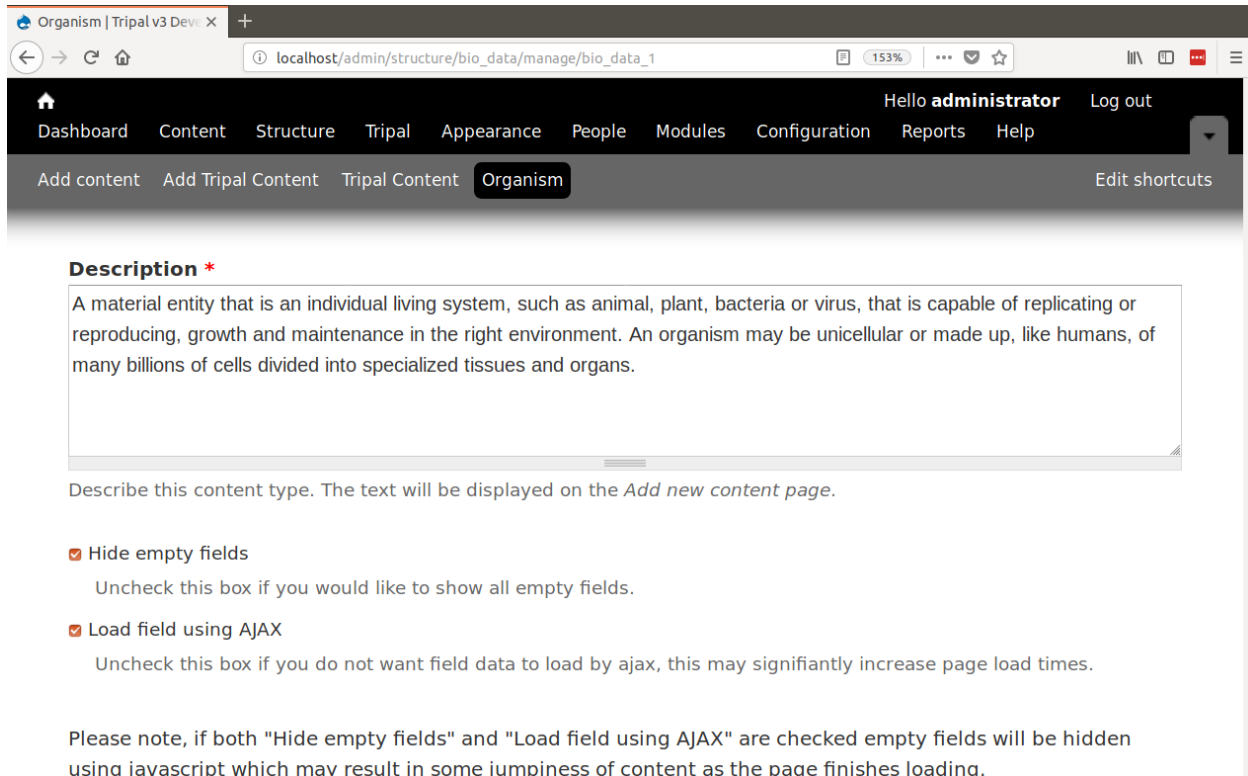 Organism | Tripal v3 Deve
localhost/admin/structure/bio_data/manage/bio_data_1
153%
Hello administrator Log out
Dashboard Content Structure Tripal Appearance People Modules Configuration Reports Help
Add content Add Tripal Content Tripal Content Organism Edit shortcuts
Description *
A material entity that is an individual living system, such as animal, plant, bacteria or virus, that is capable of replicating or
reproducing, growth and maintenance in the right environment. An organism may be unicellular or made up, like humans, of
many billions of cells divided into specialized tissues and organs.
Describe this content type. The text will be displayed on the Add new content page.
Hide empty fields
Uncheck this box if you would like to show all empty fields.
Load field using AJAX
Uncheck this box if you do not want field data to load by ajax, this may signifiantly increase page load times.
Please note, if both "Hide empty fields" and "Load field using AJAX" are checked empty fields will be hidden
using javascript which may result in some jumpiness of content as the page finishes loading.